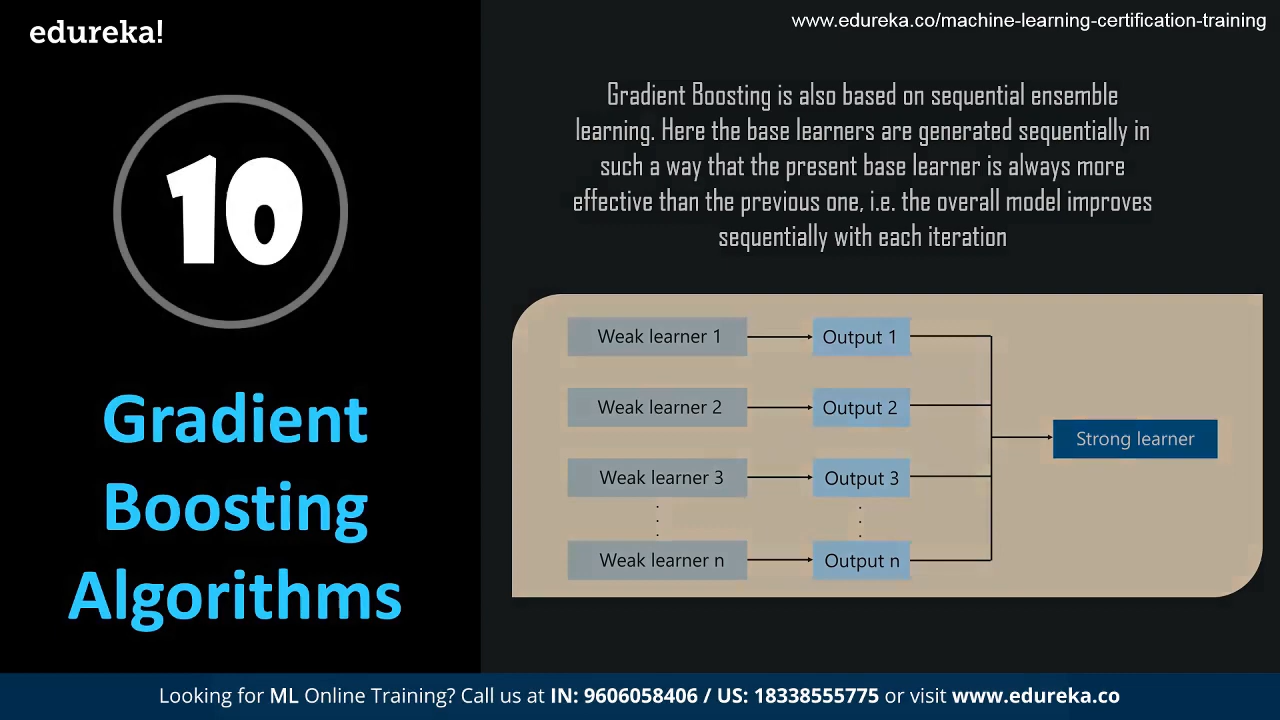 edureka!
www.edureka.co/machine-learning-certification-training
10
Gradient
Boosting
Algorithms
Gradient Boosting is also based on sequential ensemble
learning. Here the base learners are generated sequentially in
such a way that the present base learner is always more
effective than the previous one, i.e. the overall model improves
sequentially with each iteration
Weak learner 1
Output 1
Weak learner 2
Output 2
Weak learner 3
Output 3
Weak learner n
Output n
Strong learner
Looking for ML Online Training? Call us at IN: 9606058406 / US: 18338555775 or visit www.edureka.co